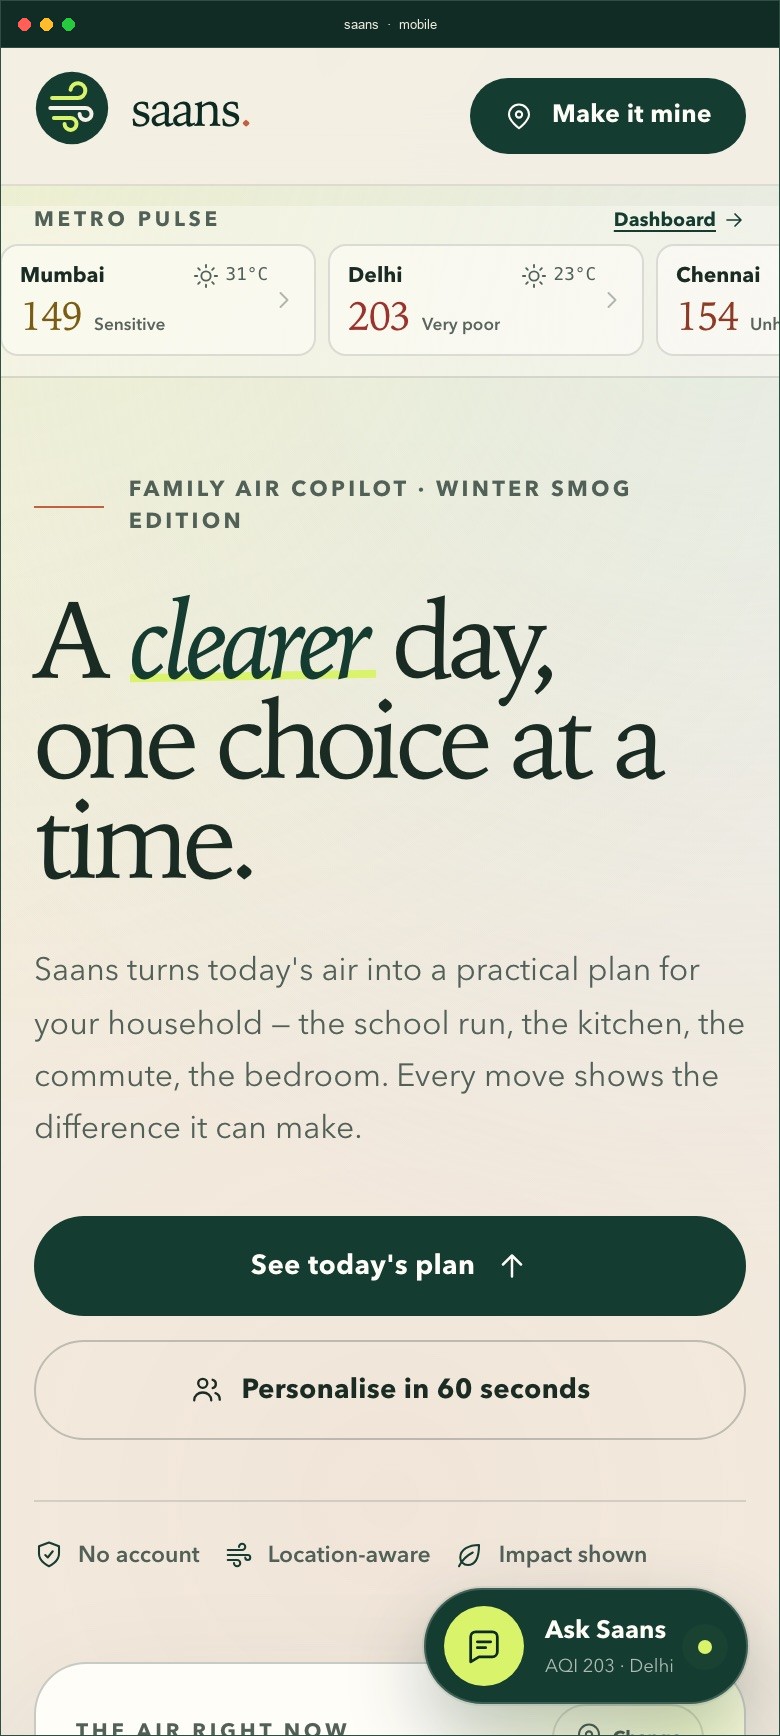 saans · mobile
saans.
Make it mine
METRO PULSE
Dashboard →
Mumbai 31°C
149 Sensitive
Delhi 23°C
203 Very poor
Chennai
154
FAMILY AIR COPILOT · WINTER SMOG
EDITION
A clearer day,
one choice at a
time.
Saans turns today's air into a practical plan for
your household – the school run, the kitchen, the
commute, the bedroom. Every move shows the
difference it can make.
See today's plan ↑
Personalise in 60 seconds
No account
Location-aware
Impact shown
Ask Saans
AQI 203 · Delhi
THE AIR RIGHT NOW